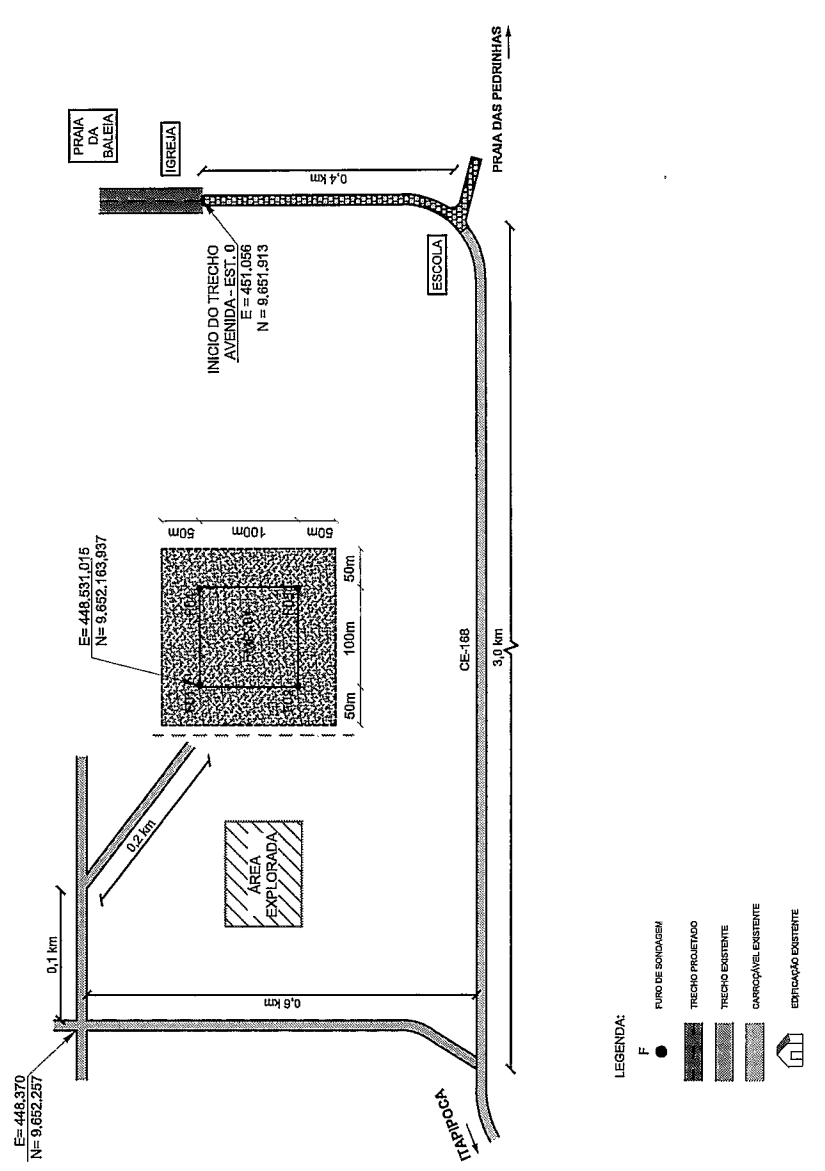 PRAIA
DA
BALEIA
IGREJA
PRAIA DAS PEDRINHAS
0,4 km
INÍCIO DO TRECHO
AVENIDA - EST. 0
E = 451.056
N = 9.651.913
ESCOLA
E= 448.531,015
N= 9.652.163,937
50m
100m
50m
50m
100m
50m
CE-168
3,0 km
0,2 km
ÁREA
EXPLORADA
0,1 km
0,6 km
E= 448.370
N= 9.652.257
ITAPIPOCA
LEGENDA:
F
FURO DE SONDAGEM
TRECHO PROJETADO
TRECHO EXISTENTE
CARROÇÁVEL EXISTENTE
EDIFICAÇÃO EXISTENTE